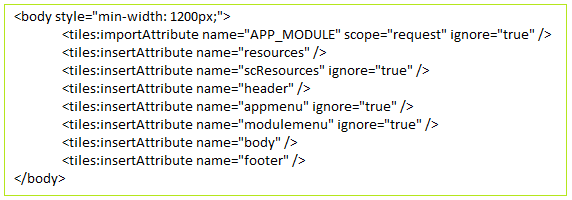 <body style="min-width: 1200px;">
<tiles:importAttribute name="APP_MODULE" scope="request" ignore="true" />
<tiles:insertAttribute name="resources" />
<tiles:insertAttribute name="scResources" ignore="true" />
<tiles:insertAttribute name="header" />
<tiles:insertAttribute name="appmenu" ignore="true" />
<tiles:insertAttribute name="modulemenu" ignore="true" />
<tiles:insertAttribute name="body" />
<tiles:insertAttribute name="footer" />
</body>